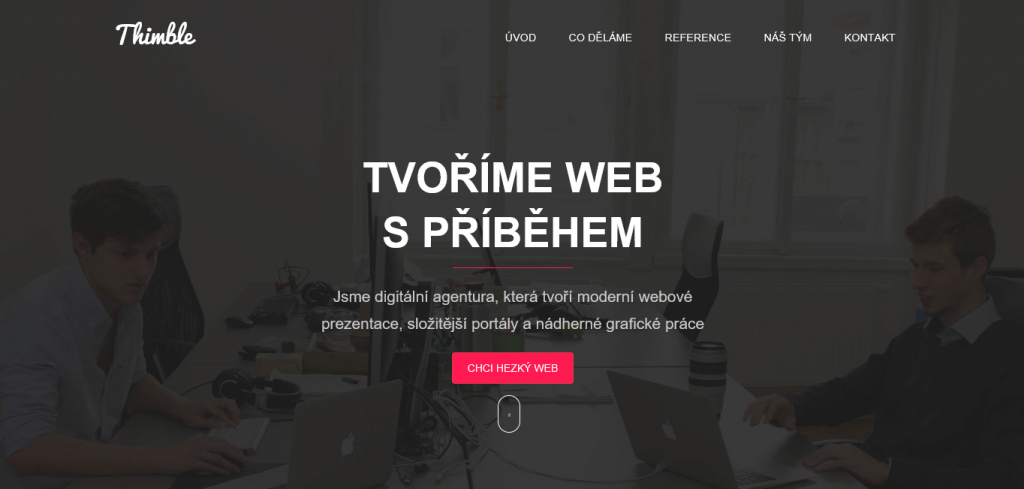 Thimble
ÚVOD CO DĚLÁME REFERENCE NÁŠ TÝM KONTAKT
TVOŘÍME WEB
S PŘÍBĚHEM
Jsme digitální agentura, která tvoří moderní webové
prezentace, složitější portály a nádherné grafické práce
CHCI HEZKÝ WEB